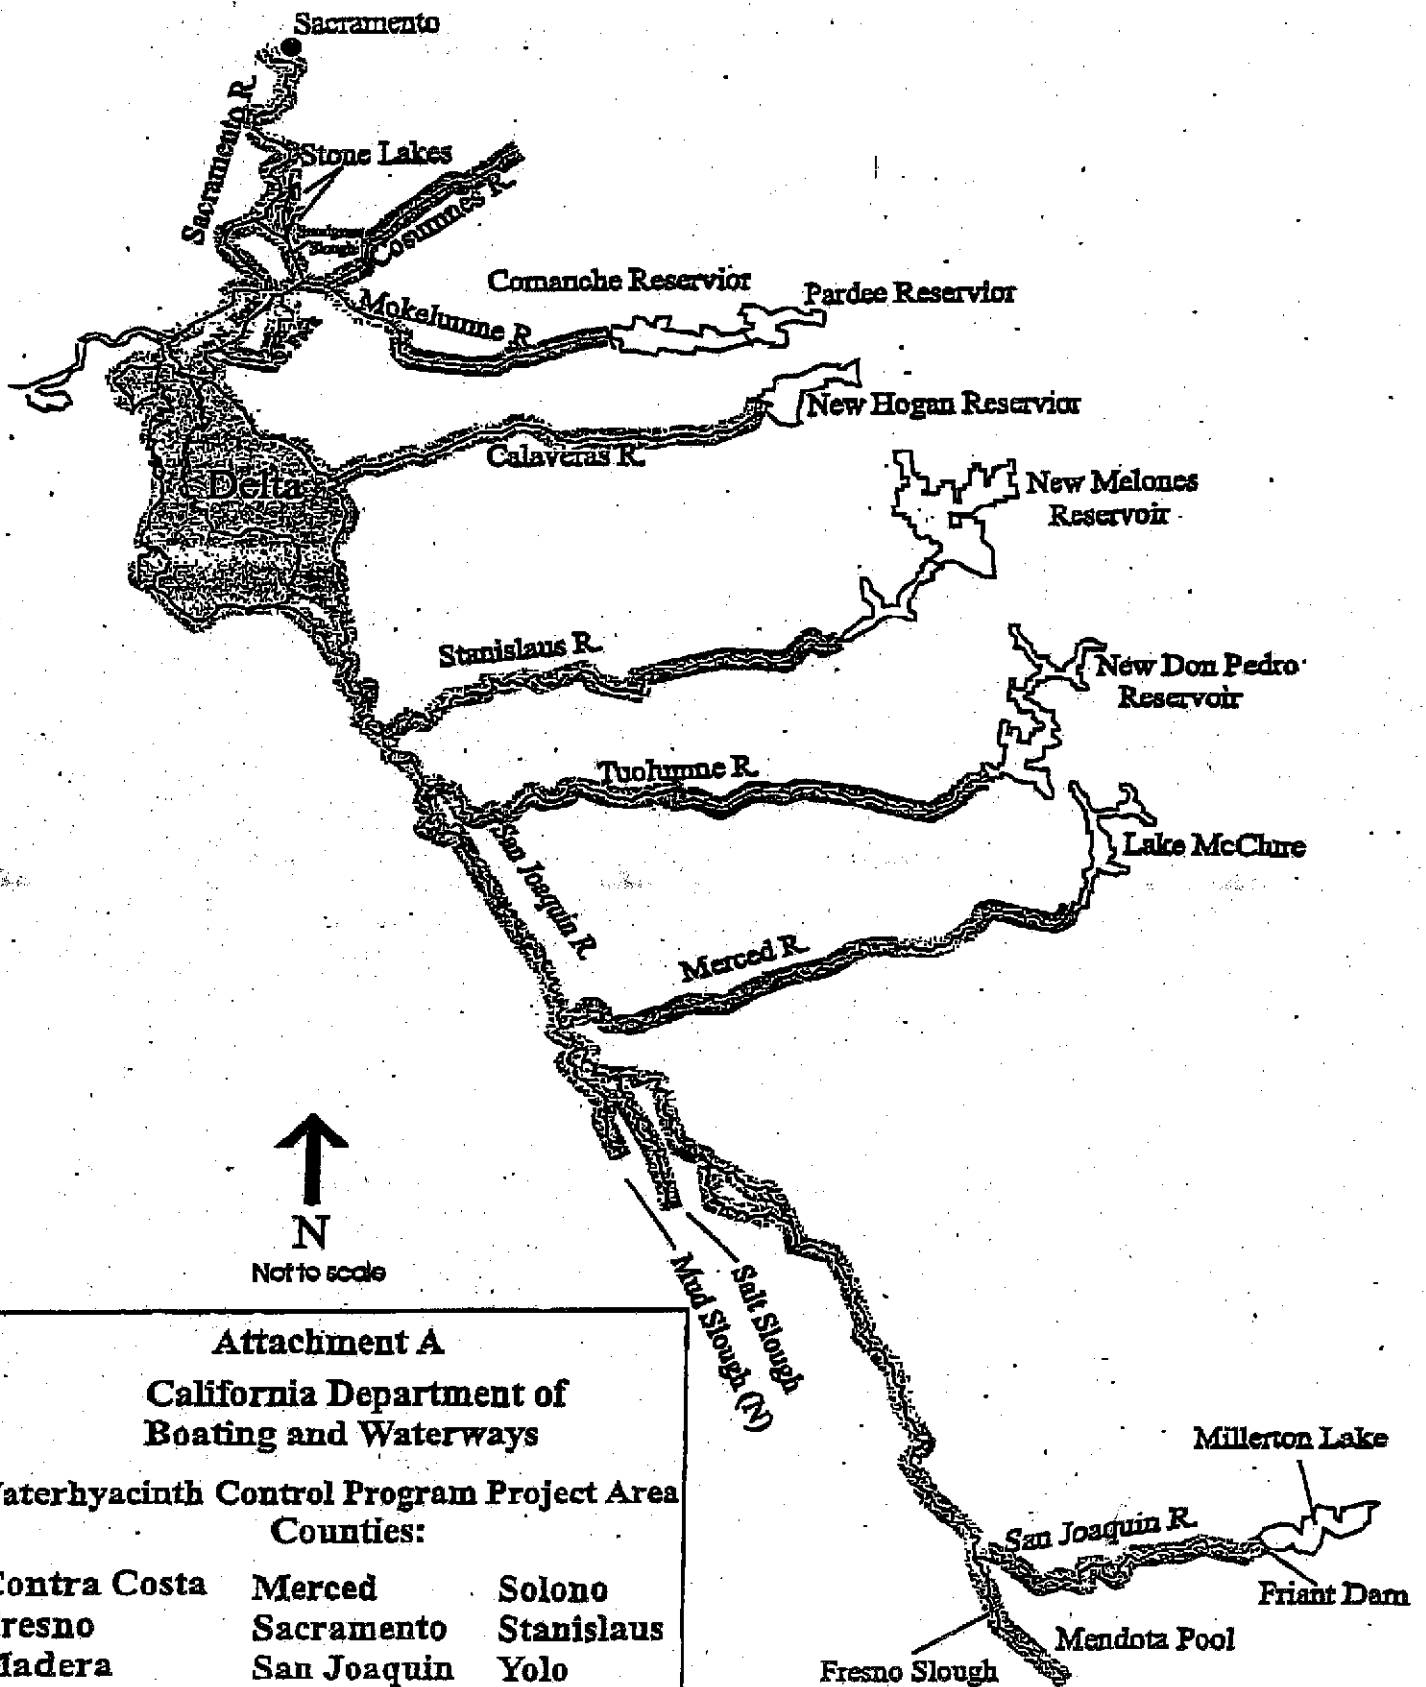 Sacramento
Sacramento R.
Stone Lakes
Slough
Cosumnes R.
Comanche Reservior
Pardee Reservior
Mokelumne R.
New Hogan Reservior
Calaveras R.
Delta
New Melones
Reservoir
Stanislaus R.
New Don Pedro
Reservoir
Tuolumne R.
San Joaquin R.
Lake McClure
Merced R.
N
Not to scale
Mud Slough (N)
Salt Slough
Attachment A
California Department of
Boating and Waterways
aterhyacinth Control Program Project Area
Counties:
Contra Costa Merced Solono
resno Sacramento Stanislaus
Madera San Joaquin Yolo
Millerton Lake
San Joaquin R.
Friant Dam
Mendota Pool
Fresno Slough